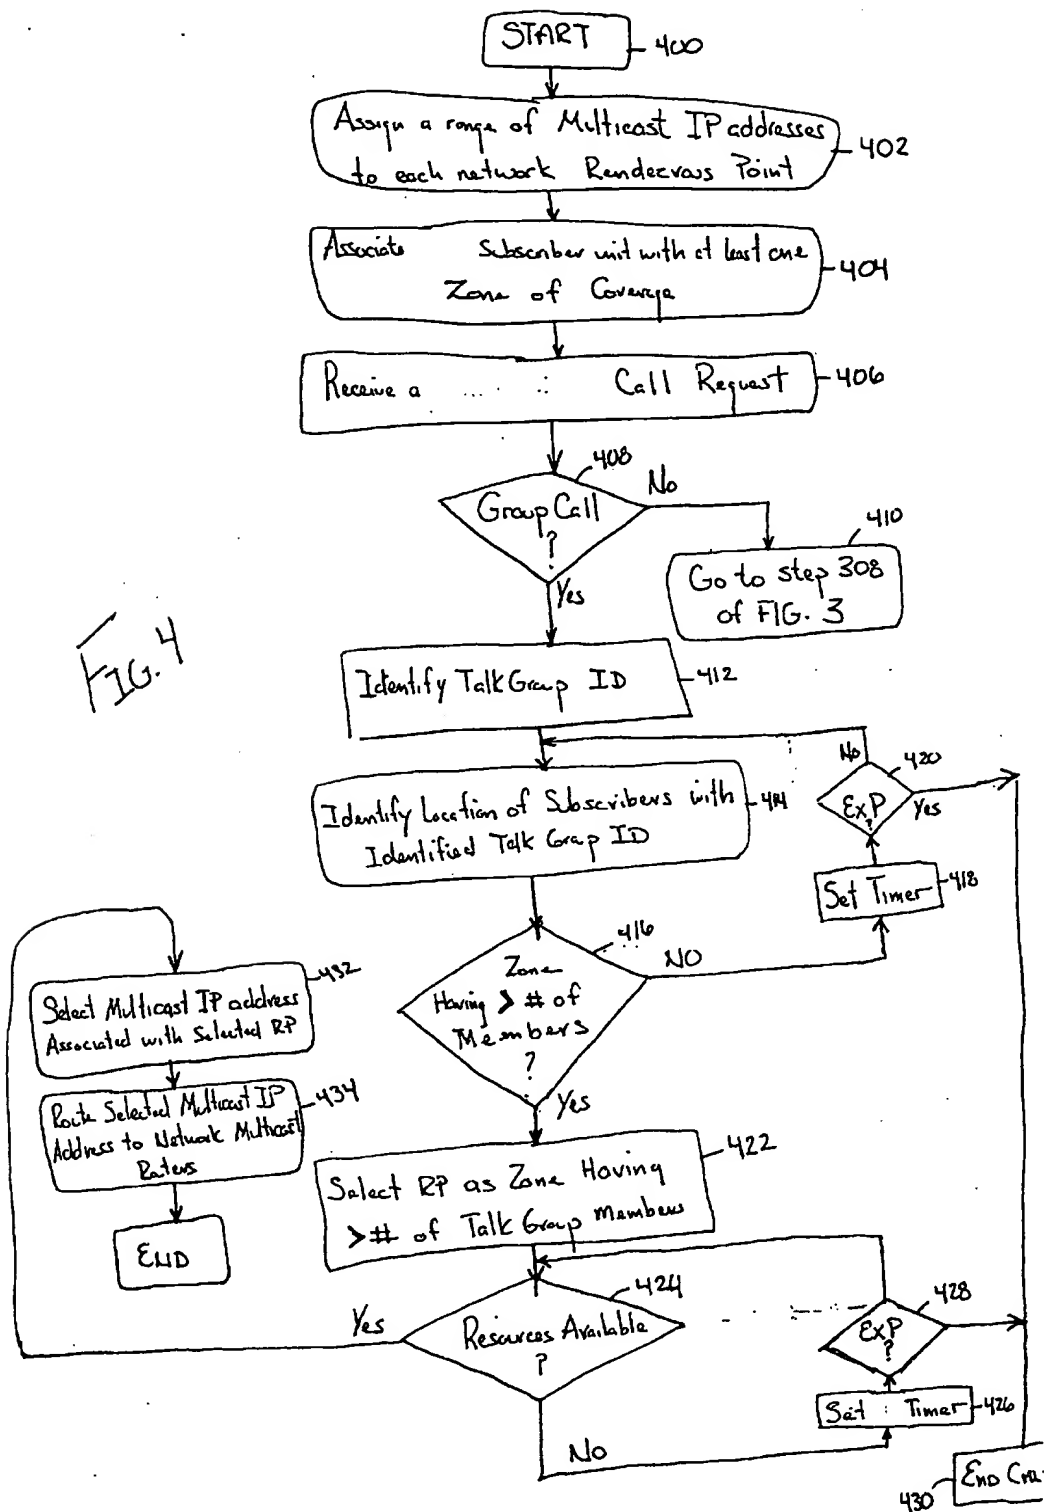 START
400
Assign a range of Multicast IP addresses
to each network Rendezvous Point
402
Associate Subscriber unit with at least one
Zone of Coverage
404
Receive a Call Request
406
408
Group Call
?
No
Yes
410
Go to step 308
of FIG. 3
FIG. 4
Identify Talk Group ID
412
Identify Location of Subscribers with
Identified Talk Group ID
414
No
420
Exp
?
Yes
Set Timer
418
416
Zone
Having > # of
Members
?
NO
Yes
432
Select Multicast IP address
Associated with Selected RP
Route Selected Multicast IP
Address to Network Multicast
Routers
434
END
422
Select RP as Zone Having
> # of Talk Group Members
424
Resources Available
?
Yes
NO
428
Exp
?
Set Timer
426
430
END